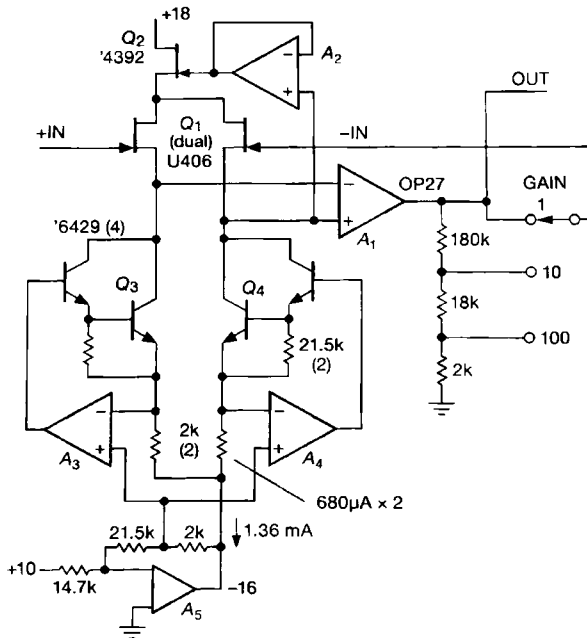 +18
Q2
'4392
A2
OUT
+IN
Q1
(dual)
U406
−IN
OP27
GAIN
1
A1
180k
'6429 (4)
10
Q3
Q4
18k
100
21.5k
(2)
2k
2k
(2)
A3
A4
680µA × 2
21.5k
2k
1.36 mA
+10
14.7k
−16
A5
− +
− +
− +
− +